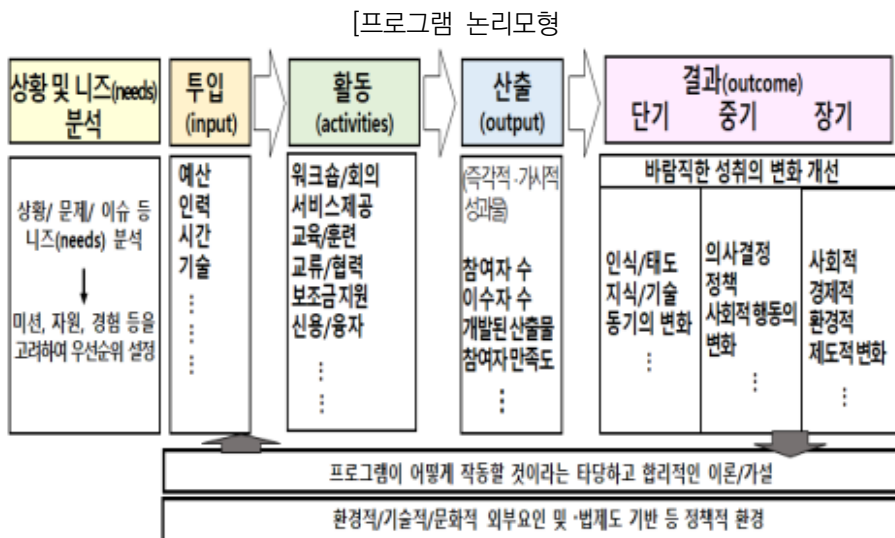 [프로그램 논리모형
상황 및 니즈(needs)
분석
투입
(input)
활동
(activities)
산출
(output)
결과(outcome)
단기 중기 장기
상황/ 문제/ 이슈 등
니즈(needs) 분석
미션, 자원, 경험 등을
고려하여 우선순위 설정
예산
인력
시간
기술
⋮
⋮
워크숍/회의
서비스제공
교육/훈련
교류/협력
보조금지원
신용/융자
⋮
⋮
(즉각적·가시적
성과물)
참여자 수
이수자 수
개발된 산출물
참여자 만족도
⋮
바람직한 성취의 변화 개선
인식/태도
지식/기술
동기의 변화
⋮
의사결정
정책
사회적 행동의
변화
⋮
사회적
경제적
환경적
제도적 변화
⋮
프로그램이 어떻게 작동할 것이라는 타당하고 합리적인 이론/가설
환경적/기술적/문화적 외부요인 및 ·법제도 기반 등 정책적 환경